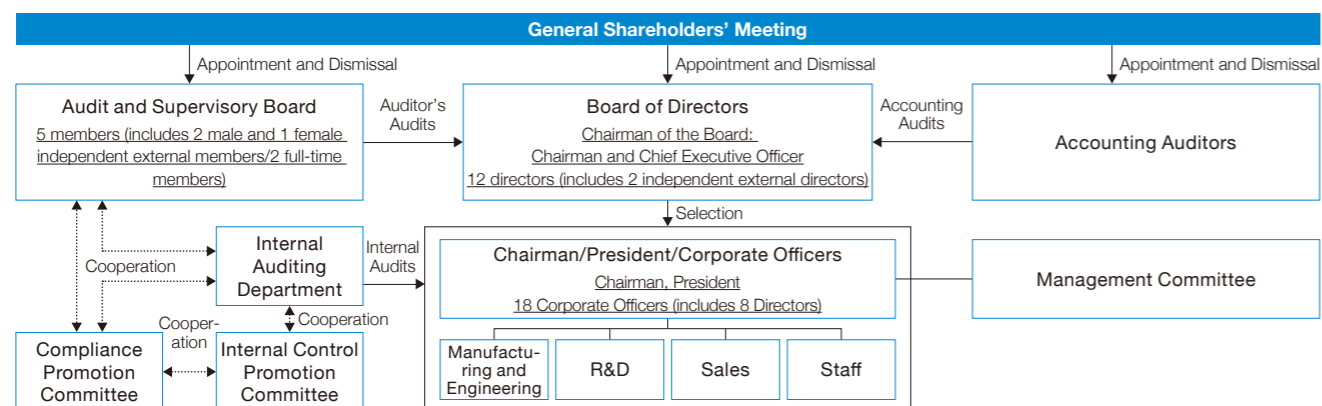 General Shareholders' Meeting
Appointment and Dismissal
Appointment and Dismissal
Appointment and Dismissal
Audit and Supervisory Board
5 members (includes 2 male and 1 female
independent external members/2 full-time
members)
Auditor's
Audits
Board of Directors
Chairman of the Board:
Chairman and Chief Executive Officer
12 directors (includes 2 independent external directors)
Accounting
Audits
Accounting Auditors
Selection
Cooperation
Internal
Auditing
Department
Internal
Audits
Chairman/President/Corporate Officers
Chairman, President
18 Corporate Officers (includes 8 Directors)
Management Committee
Cooperation
Cooper-
ation
Compliance
Promotion
Committee
Internal Control
Promotion
Committee
Manufactu-
ring and
Engineering
R&D
Sales
Staff